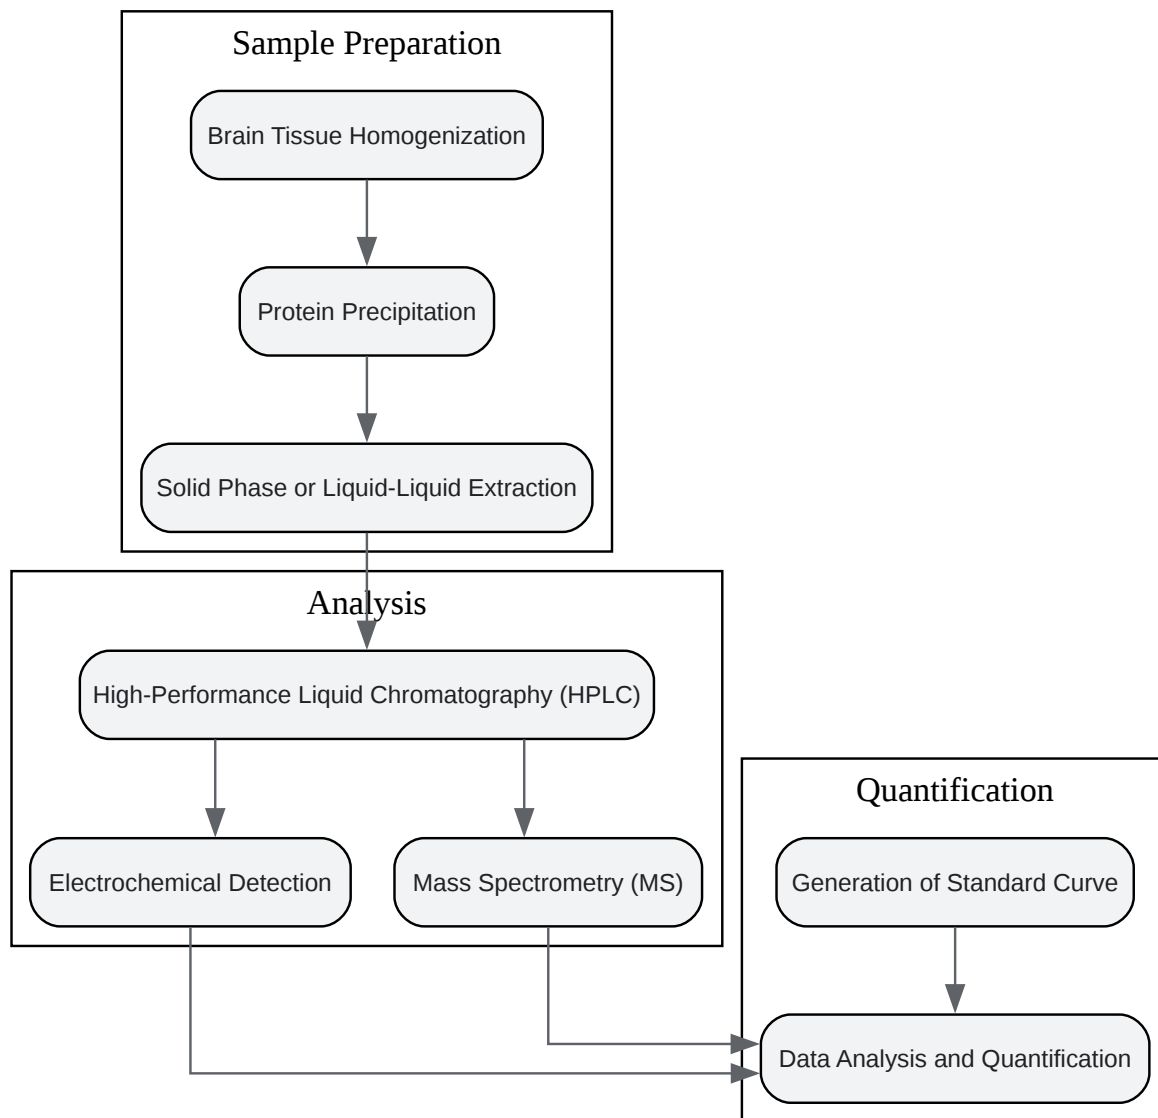 Sample Preparation
Brain Tissue Homogenization
Protein Precipitation
Solid Phase or Liquid-Liquid Extraction
Analysis
High-Performance Liquid Chromatography (HPLC)
Electrochemical Detection
Mass Spectrometry (MS)
Quantification
Generation of Standard Curve
Data Analysis and Quantification